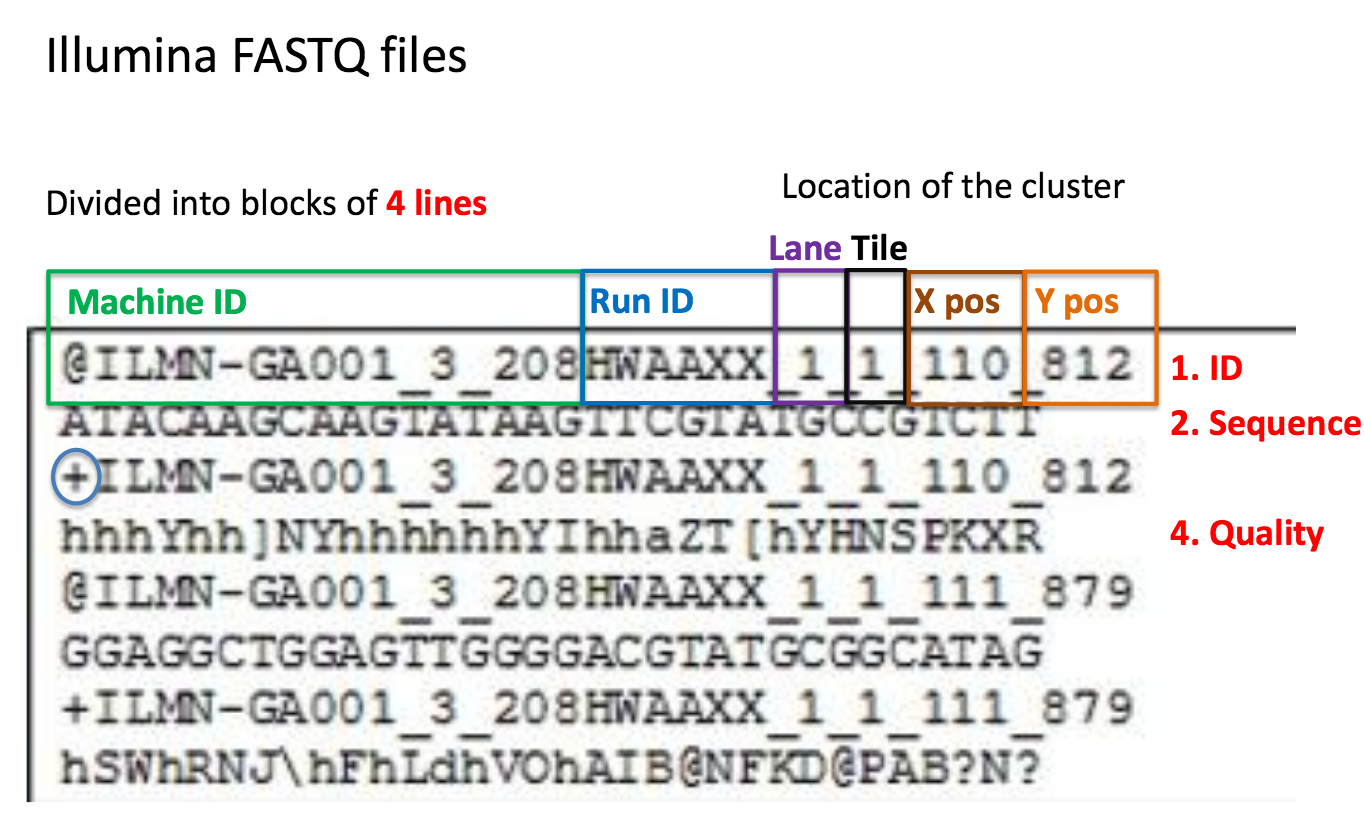 Illumina FASTQ files
Divided into blocks of 4 lines
Location of the cluster
Lane Tile
Machine ID Run ID X pos Y pos
@ILMN-GA001_3_208HWAAXX_1_1_110_812 1. ID
ATACAAGCAAGTATAAGTTCGTATGCCGTCTT 2. Sequence
+ILMN-GA001_3_208HWAAXX_1_1_110_812
hhhYhh]NYhhhhhhYIhhaZT[hYHNSPKXR 4. Quality
@ILMN-GA001_3_208HWAAXX_1_1_111_879
GGAGGCTGGAGTTGGGGACGTATGCGGCATAG
+ILMN-GA001_3_208HWAAXX_1_1_111_879
hSWhRNJ\hFhLdhVOhAIB@NFKD@PAB?N?